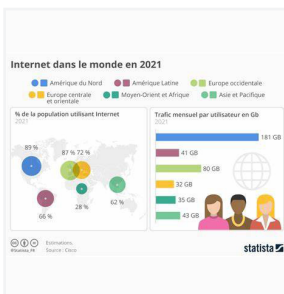 Internet dans le monde en 2021
Amérique du Nord
Amérique Latine
Europe occidentale
Europe centrale
et orientale
Moyen-Orient et Afrique
Asie et Pacifique
% de la population utilisant Internet
2021
89 %
87 % 72 %
66 %
28 %
62 %
Trafic mensuel par utilisateur en Gb
2021
181 GB
41 GB
80 GB
32 GB
35 GB
43 GB
@Statista_FR
Estimations.
Source : Cisco
statista